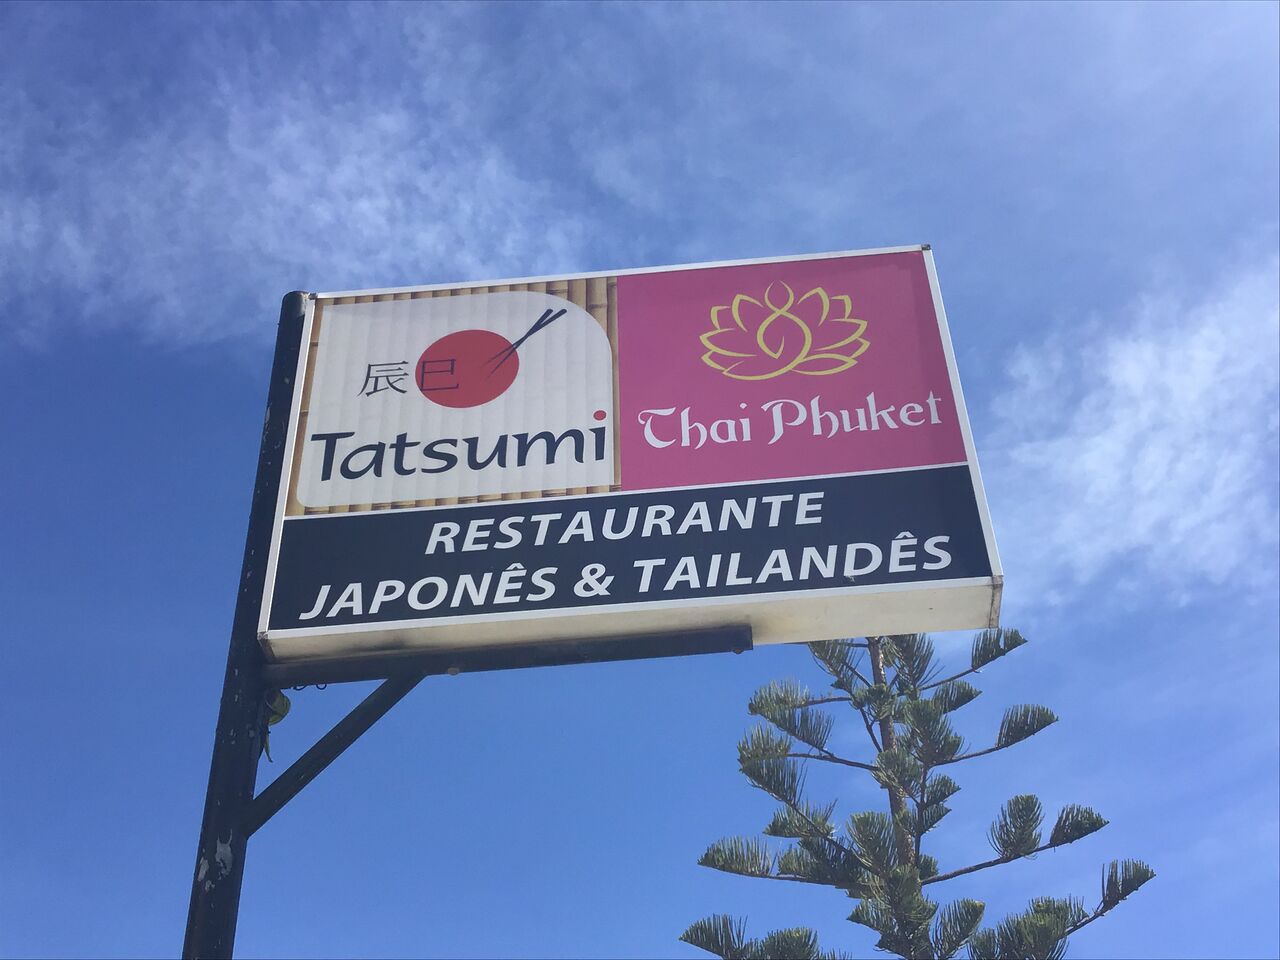 辰巳
Tatsumi
Thai Phuket
RESTAURANTE
JAPONÊS & TAILANDÊS